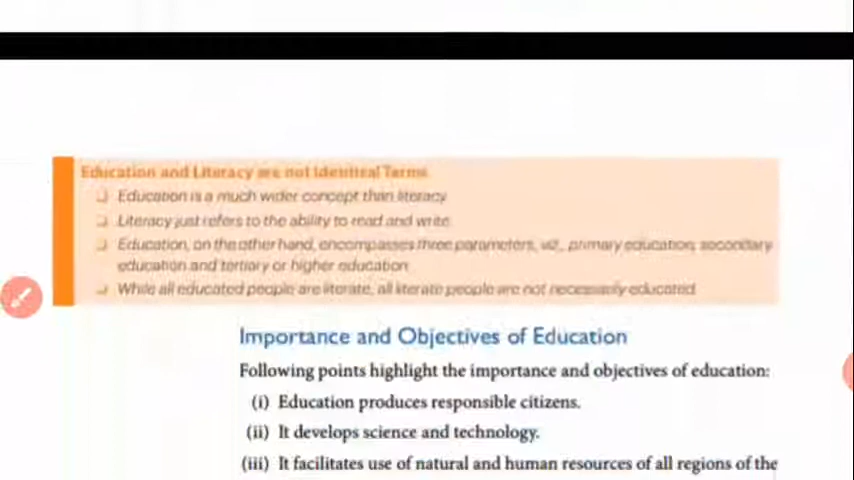 Education and Literacy are not Identical Terms
❑ Education is a much wider concept than literacy
❑ Literacy just refers to the ability to read and write
❑ Education, on the other hand, encompasses three parameters, viz., primary education, secondary
education and tertiary or higher education
❑ While all educated people are literate, all literate people are not necessarily educated
Importance and Objectives of Education
Following points highlight the importance and objectives of education:
(i) Education produces responsible citizens.
(ii) It develops science and technology.
(iii) It facilitates use of natural and human resources of all regions of the